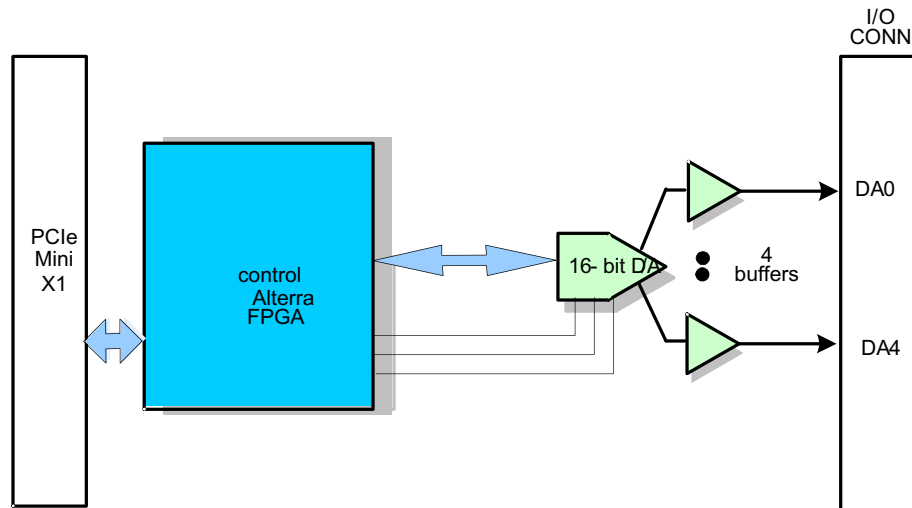 I/O
CONN
PCIe
Mini
X1
control
Alterra
FPGA
16- bit DA
4
buffers
DA0
DA4